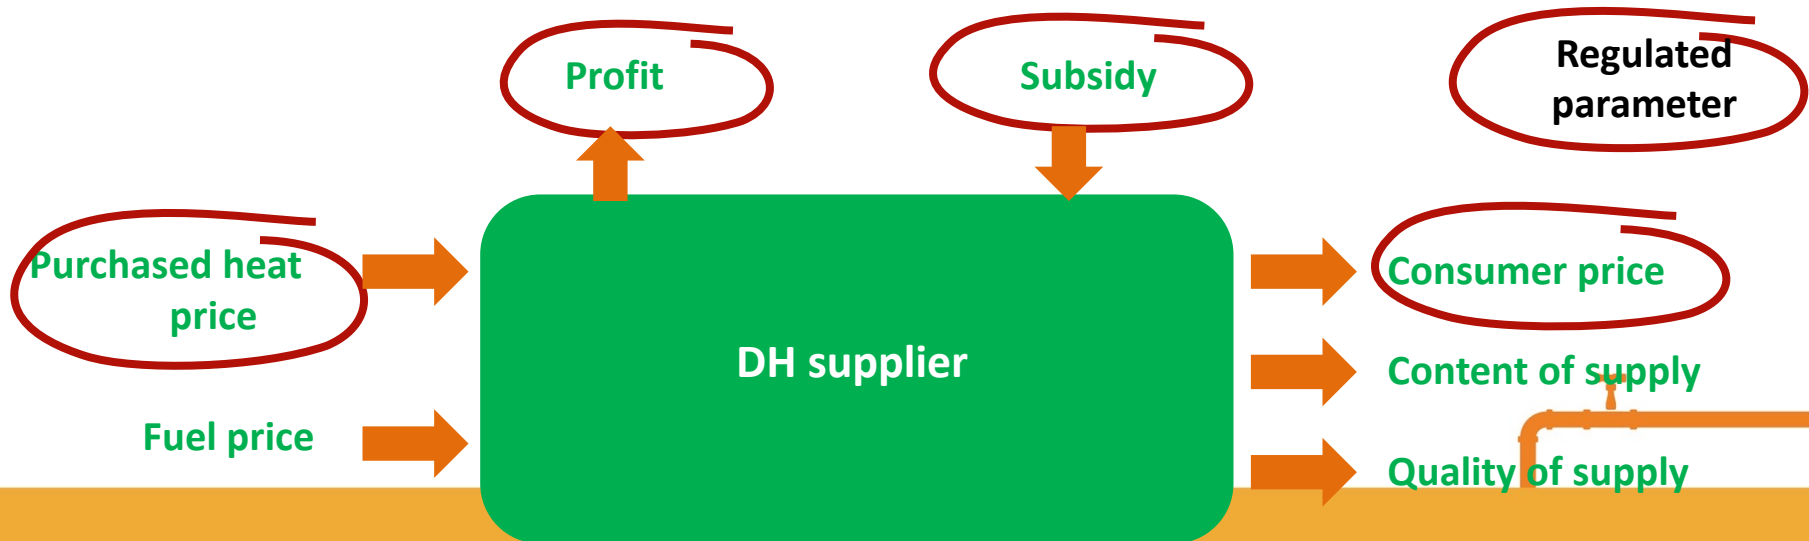 Profit
Subsidy
Regulated
parameter
Purchased heat
price
Consumer price
DH supplier
Content of supply
Fuel price
Quality of supply